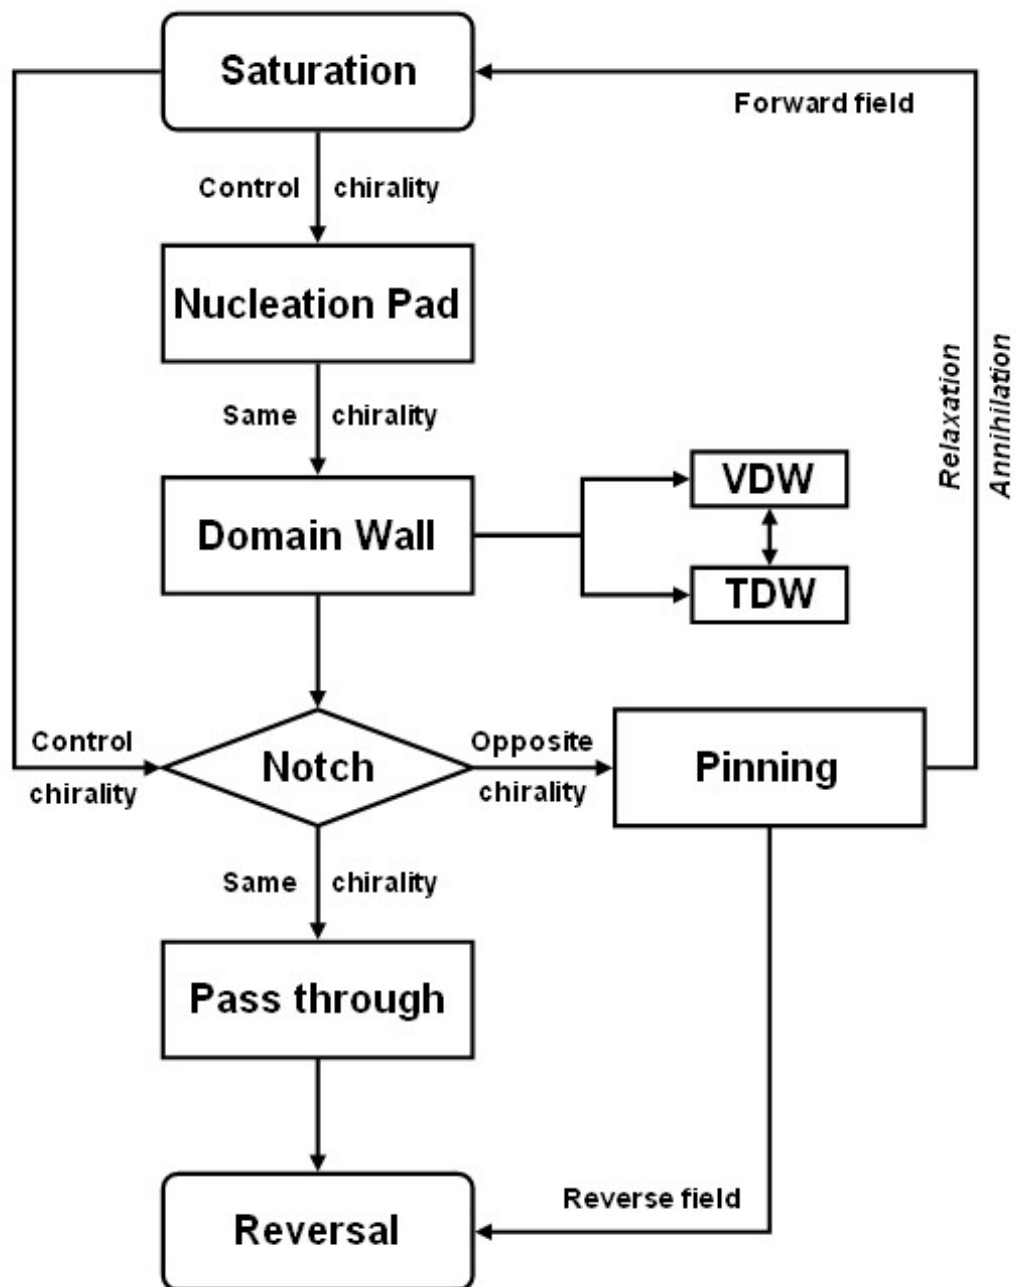 Saturation
Forward field
Control chirality
Nucleation Pad
Relaxation
Annihilation
Same chirality
VDW
Domain Wall
TDW
Control
chirality
Notch
Opposite
chirality
Pinning
Same chirality
Pass through
Reverse field
Reversal